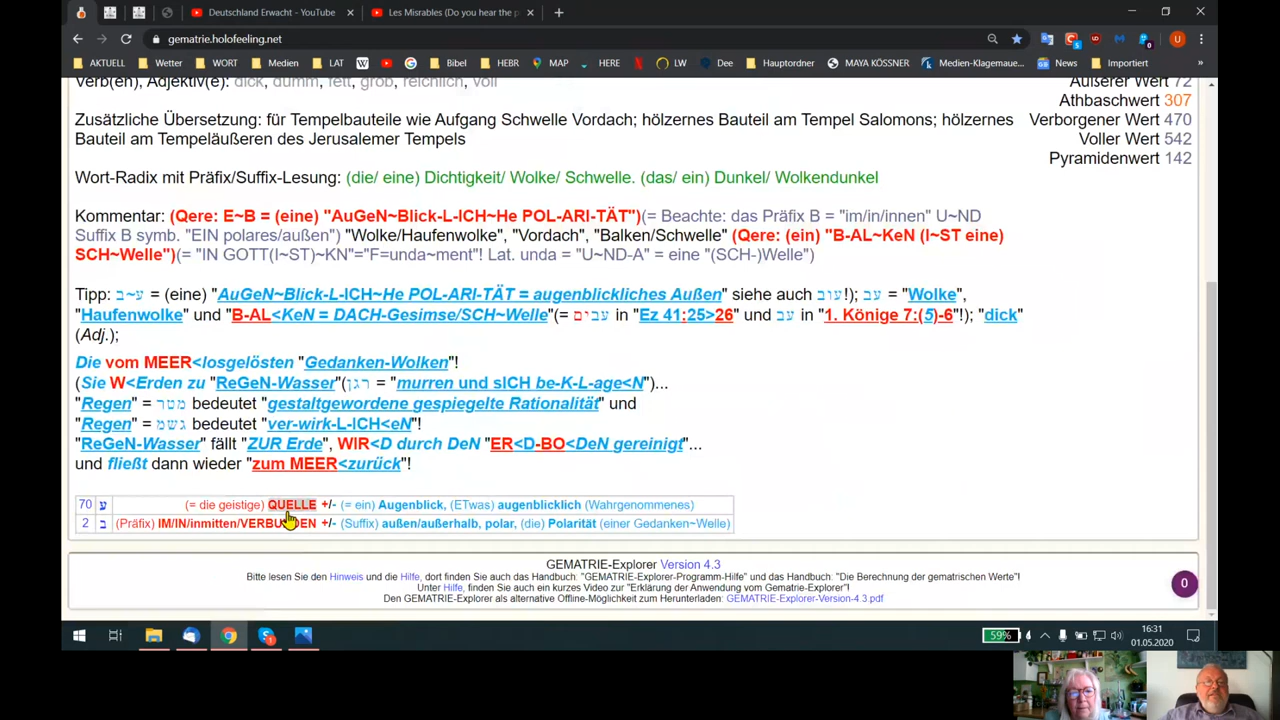 Deutschland Erwacht - YouTube × Les Misrables (Do you hear the p × +
gematrie.holofeeling.net
AKTUELL Wetter WORT Medien LAT Bibel HEBR MAP HERE LW Dee Hauptordner MAYA KÖSSNER Medien-Klagemaue... News Importiert »
Verb(en), Adjektiv(e): dick, dumm, fett, grob, reichlich, voll
Äußerer Wert 72
Athbaschwert 307
Zusätzliche Übersetzung: für Tempelbauteile wie Aufgang Schwelle Vordach; hölzernes Bauteil am Tempel Salomons; hölzernes
Verborgener Wert 470
Bauteil am Tempeläußeren des Jerusalemer Tempels
Voller Wert 542
Pyramidenwert 142
Wort-Radix mit Präfix/Suffix-Lesung: (die/ eine) Dichtigkeit/ Wolke/ Schwelle. (das/ ein) Dunkel/ Wolkendunkel
Kommentar: (Qere: E~B = (eine) "AuGeN~Blick-L-ICH~He POL-ARI-TÄT")(= Beachte: das Präfix B = "im/in/innen" U~ND
Suffix B symb. "EIN polares/außen") "Wolke/Haufenwolke", "Vordach", "Balken/Schwelle" (Qere: (ein) "B-AL~KeN (I~ST eine)
SCH~Welle")(= "IN GOTT(I~ST)~KN"="F=unda~ment"! Lat. unda = "U~ND-A" = eine "(SCH-)Welle")
Tipp: ע~ב = (eine) "AuGeN~Blick-L-ICH~He POL-ARI-TÄT = augenblickliches Außen" siehe auch עוב!); עב = "Wolke",
"Haufenwolke" und "B-AL<KeN = DACH-Gesimse/SCH~Welle"(= עבים in "Ez 41:25>26" und עב in "1. Könige 7:(5)-6"!); "dick"
(Adj.);
Die vom MEER<losgelösten "Gedanken-Wolken"!
(Sie W<Erden zu "ReGeN-Wasser"(רגן = "murren und sICH be-K-L-age<N")...
"Regen" = מטר bedeutet "gestaltgewordene gespiegelte Rationalität" und
"Regen" = גשמ bedeutet "ver-wirk-L-ICH<eN"!
"ReGeN-Wasser" fällt "ZUR Erde", WIR<D durch DeN "ER<D-BO<DeN gereinigt"...
und fließt dann wieder "zum MEER<zurück"!
70 ע (= die geistige) QUELLE +/- (= ein) Augenblick, (ETwas) augenblicklich (Wahrgenommenes)
2 ב (Präfix) IM/IN/inmitten/VERBUNDEN +/- (Suffix) außen/außerhalb, polar, (die) Polarität (einer Gedanken~Welle)
GEMATRIE-Explorer Version 4.3
Bitte lesen Sie den Hinweis und die Hilfe, dort finden Sie auch das Handbuch: "GEMATRIE-Explorer-Programm-Hilfe" und das Handbuch: "Die Berechnung der gematrischen Werte"!
Unter Hilfe, finden Sie auch ein kurzes Video zur "Erklärung der Anwendung vom Gematrie-Explorer"!
Den GEMATRIE-Explorer als alternative Offline-Möglichkeit zum Herunterladen: GEMATRIE-Explorer-Version-4.3.pdf
0
59%
16:31
01.05.2020